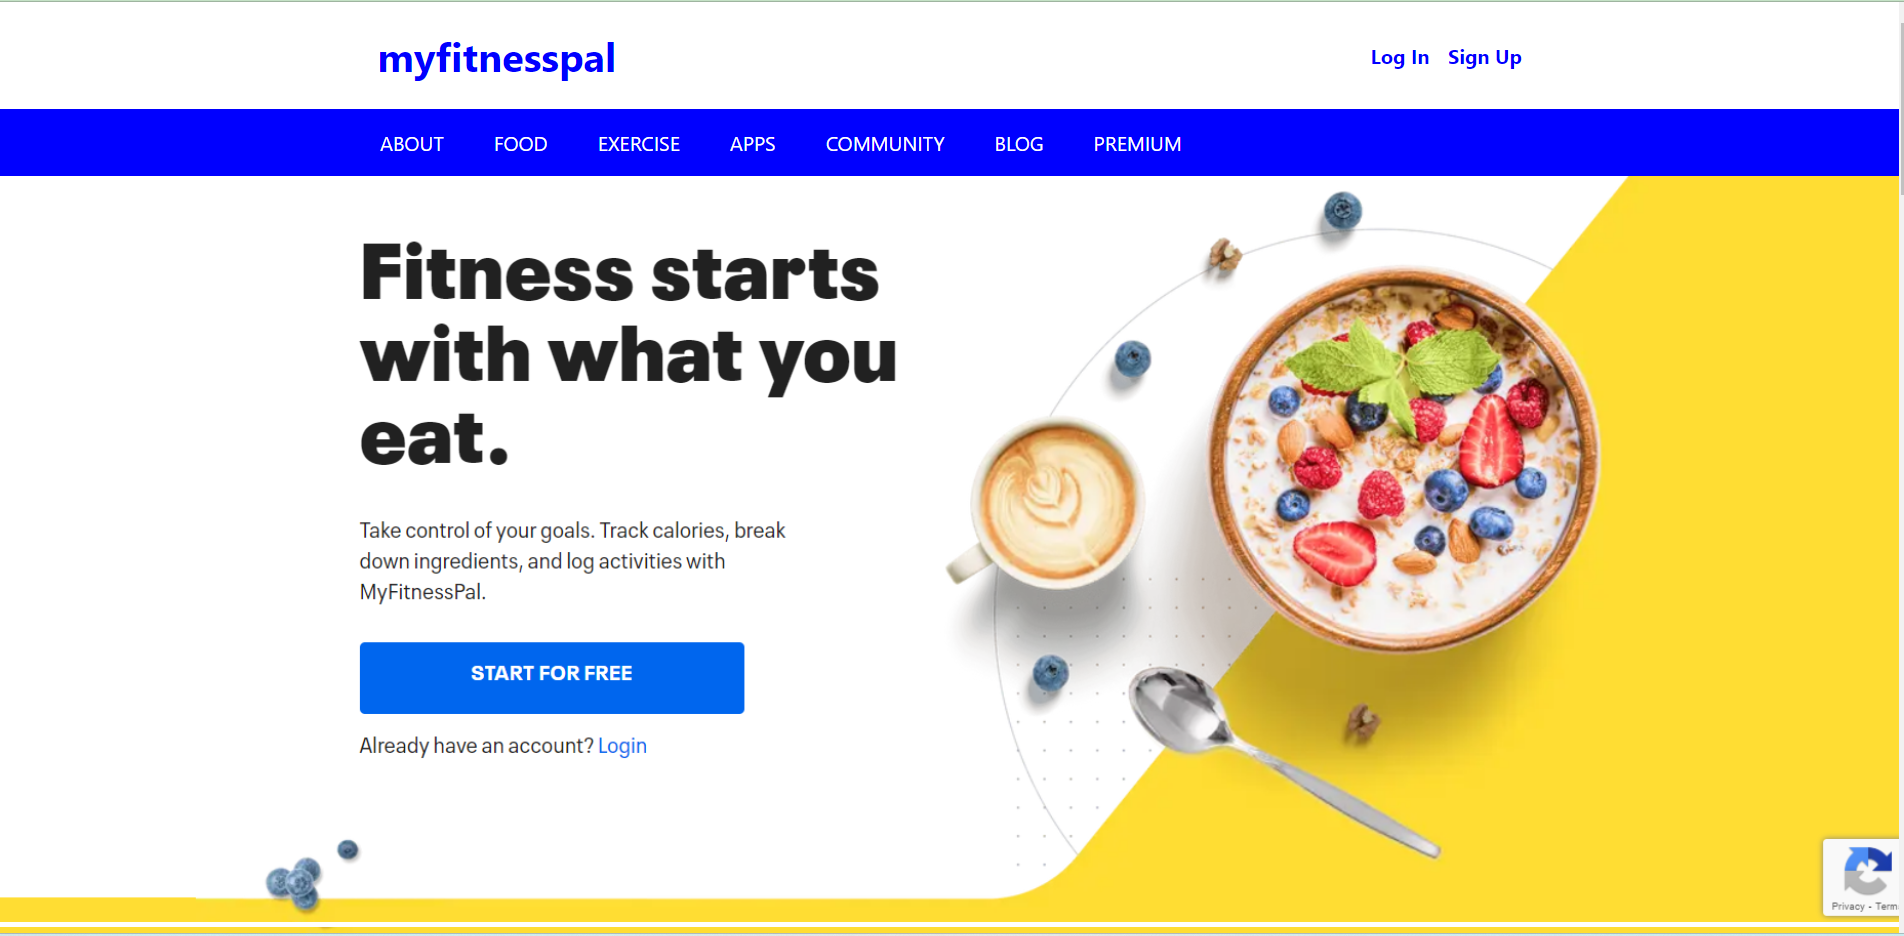 myfitnesspal
Log In Sign Up
ABOUT FOOD EXERCISE APPS COMMUNITY BLOG PREMIUM
Fitness starts
with what you
eat.
Take control of your goals. Track calories, break
down ingredients, and log activities with
MyFitnessPal.
START FOR FREE
Already have an account? Login
Privacy - Term